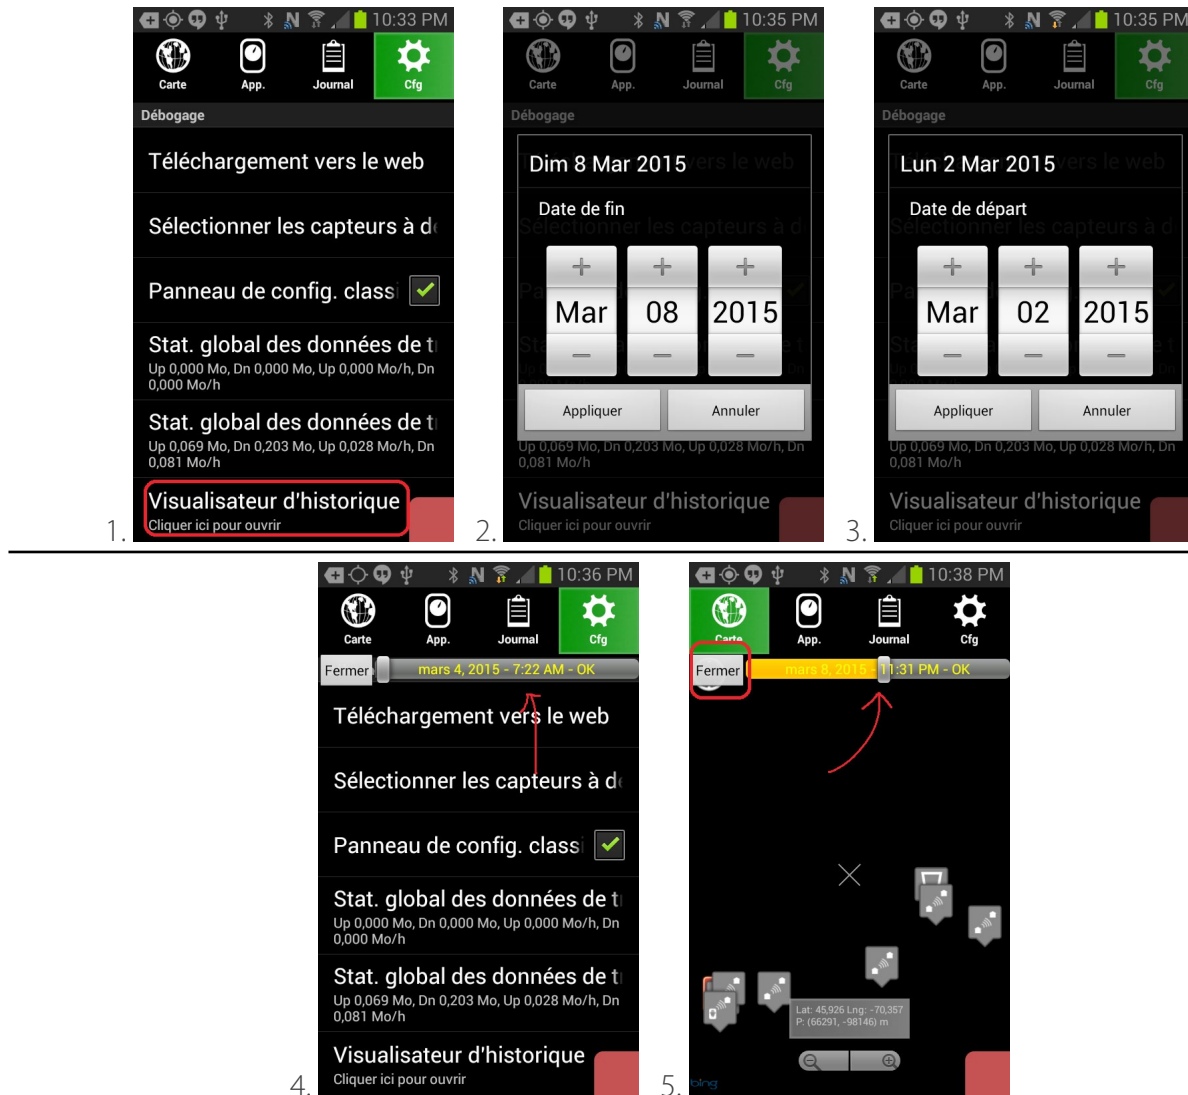 10:33 PM
Carte App. Journal Cfg
Débogage
Téléchargement vers le web
Sélectionner les capteurs à d
Panneau de config. classi
Stat. global des données de t
Up 0,000 Mo, Dn 0,000 Mo, Up 0,000 Mo/h, Dn
0,000 Mo/h
Stat. global des données de t
Up 0,069 Mo, Dn 0,203 Mo, Up 0,028 Mo/h, Dn
0,081 Mo/h
Visualisateur d'historique
Cliquer ici pour ouvrir
1.
10:35 PM
Carte App. Journal Cfg
Débogage
Dim 8 Mar 2015
Date de fin
Mar 08 2015
Appliquer Annuler
Up 0,069 Mo, Dn 0,203 Mo, Up 0,028 Mo/h, Dn
0,081 Mo/h
Visualisateur d'historique
Cliquer ici pour ouvrir
2.
10:35 PM
Carte App. Journal Cfg
Débogage
Lun 2 Mar 2015
Date de départ
Mar 02 2015
Appliquer Annuler
Up 0,069 Mo, Dn 0,203 Mo, Up 0,028 Mo/h, Dn
0,081 Mo/h
Visualisateur d'historique
Cliquer ici pour ouvrir
3.
10:36 PM
Carte App. Journal Cfg
Fermer mars 4, 2015 - 7:22 AM - OK
Téléchargement vers le web
Sélectionner les capteurs à d
Panneau de config. classi
Stat. global des données de t
Up 0,000 Mo, Dn 0,000 Mo, Up 0,000 Mo/h, Dn
0,000 Mo/h
Stat. global des données de t
Up 0,069 Mo, Dn 0,203 Mo, Up 0,028 Mo/h, Dn
0,081 Mo/h
Visualisateur d'historique
Cliquer ici pour ouvrir
4.
10:38 PM
Carte App. Journal Cfg
Fermer mars 8, 2015 - 11:31 PM - OK
Lat: 45,926 Lng: -70,357
P: (66291, -98146) m
bing
5.